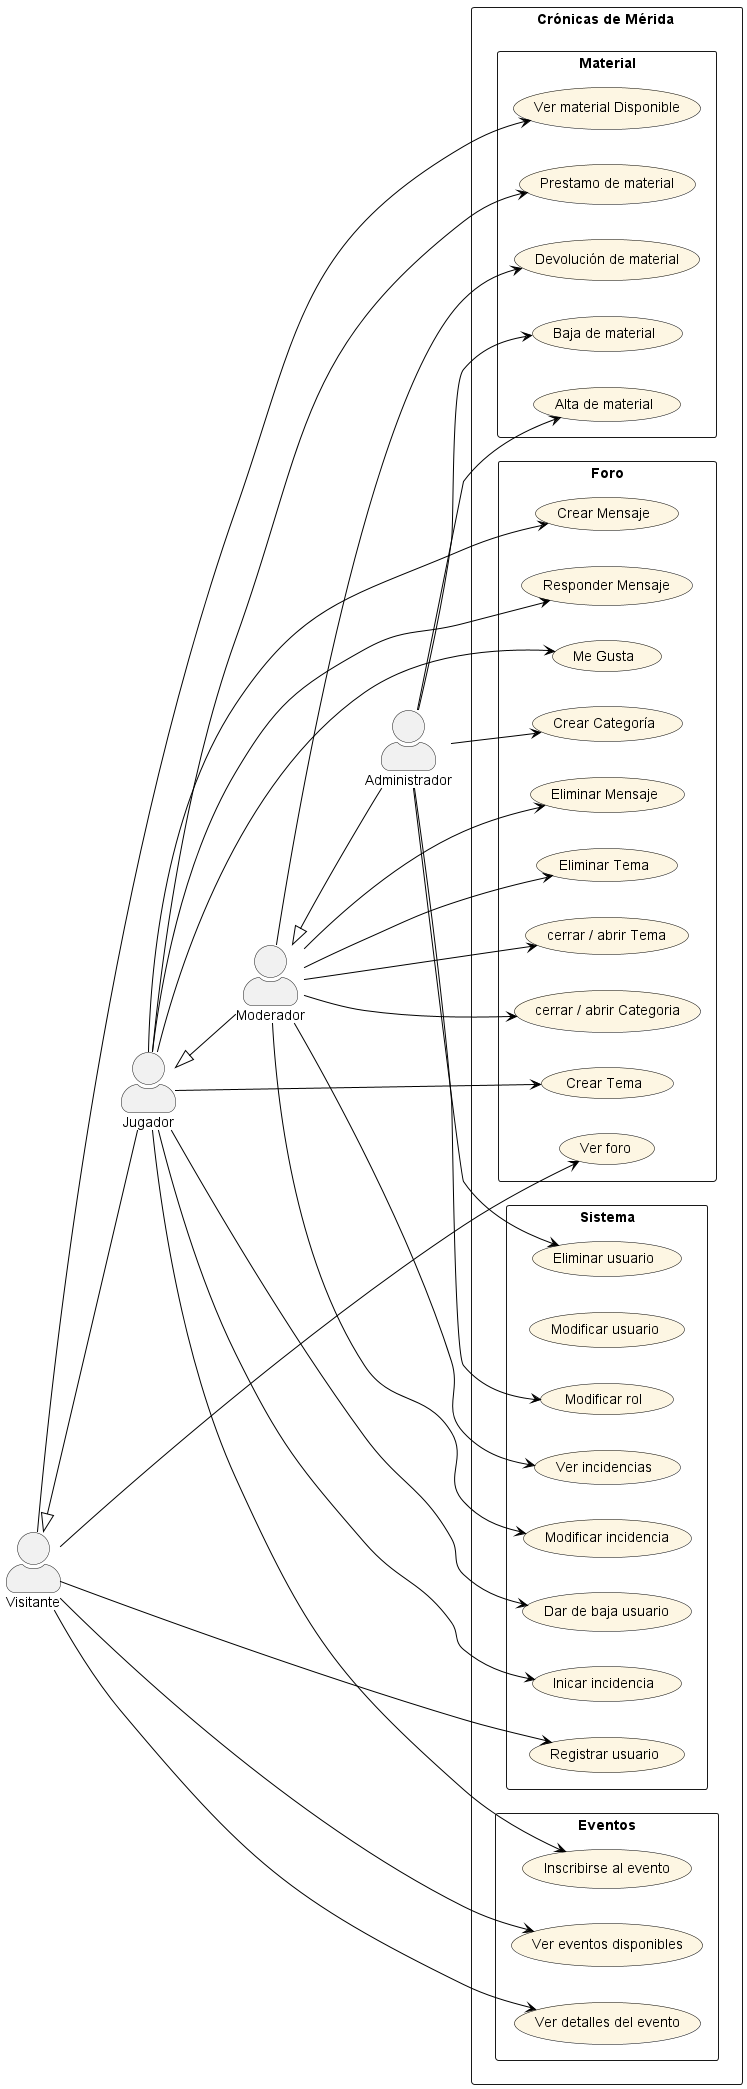 Crónicas de Mérida
Material
Ver material Disponible
Prestamo de material
Devolución de material
Baja de material
Alta de material
Foro
Crear Mensaje
Responder Mensaje
Me Gusta
Crear Categoría
Administrador
Eliminar Mensaje
Eliminar Tema
cerrar / abrir Tema
cerrar / abrir Categoria
Moderador
Crear Tema
Jugador
Ver foro
Sistema
Eliminar usuario
Modificar usuario
Modificar rol
Ver incidencias
Modificar incidencia
Visitante
Dar de baja usuario
Inicar incidencia
Registrar usuario
Eventos
Inscribirse al evento
Ver eventos disponibles
Ver detalles del evento